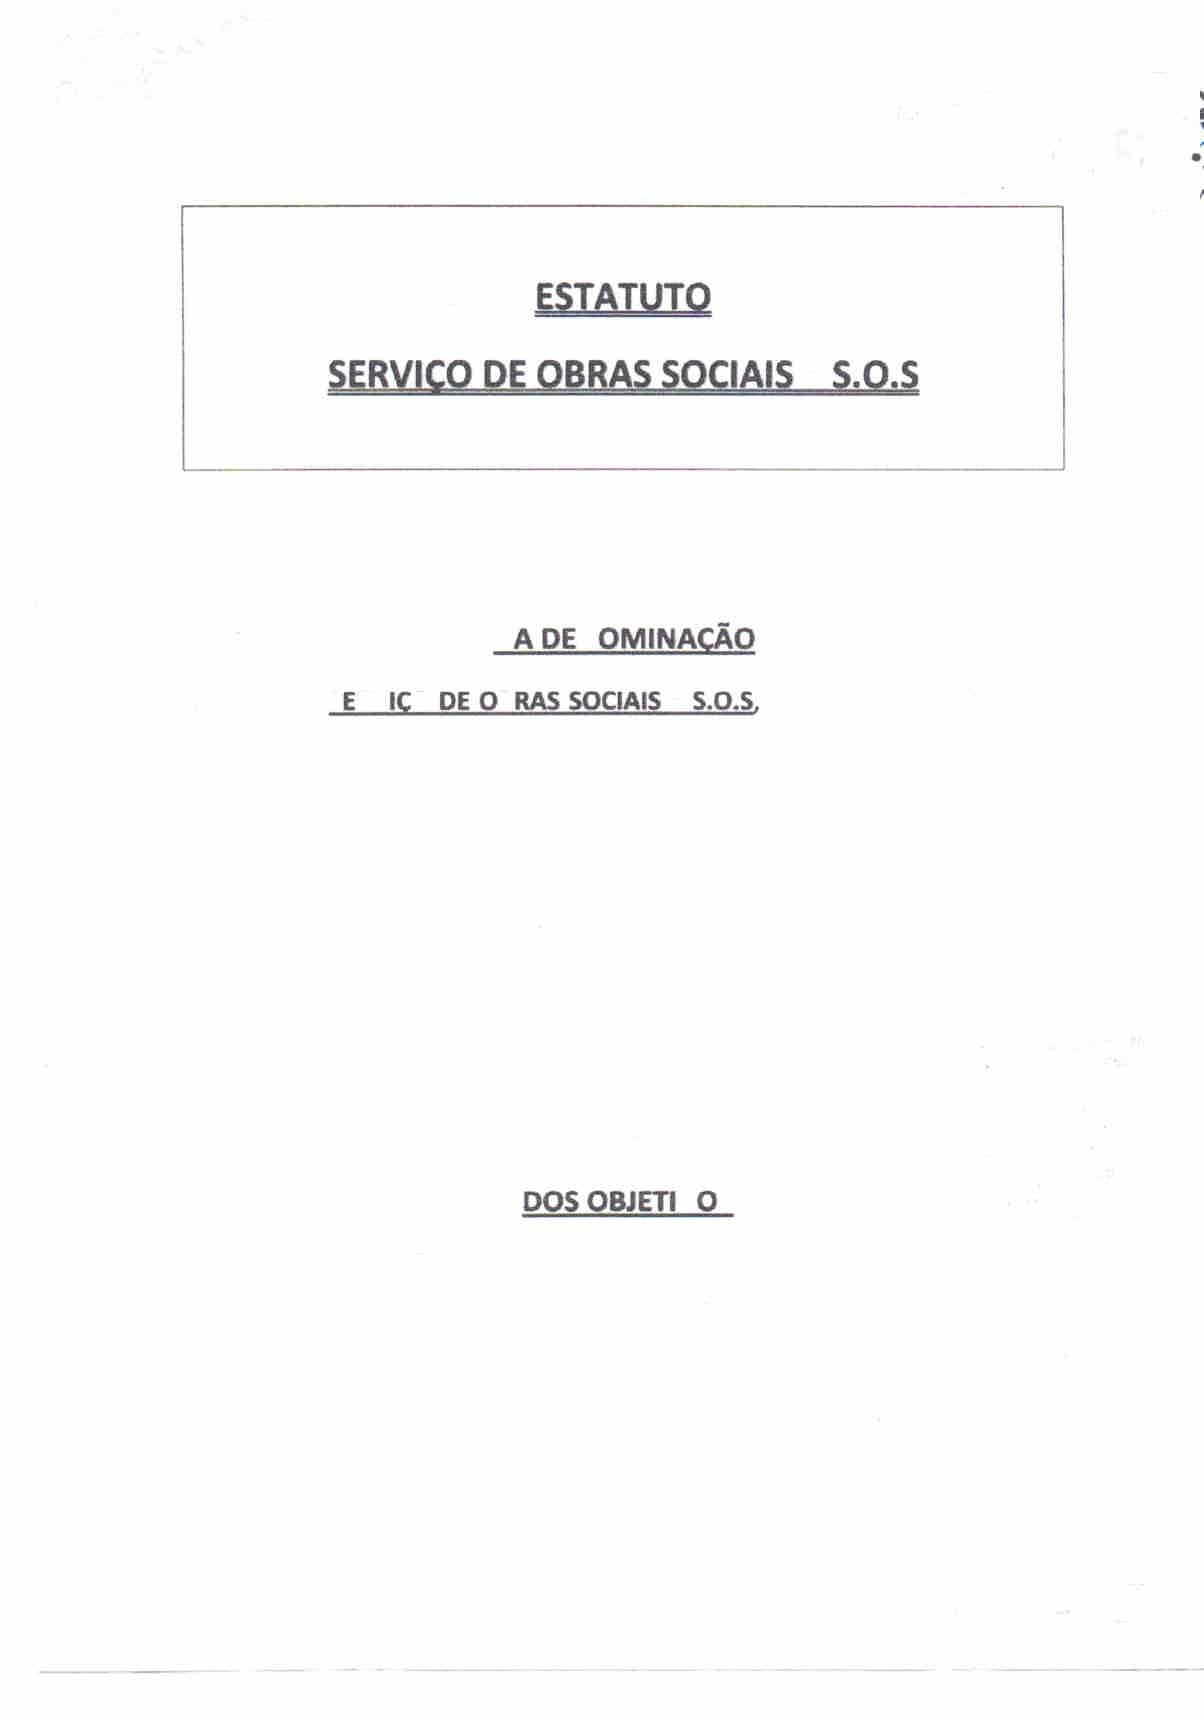 ESTATUTO
SERVIÇO DE OBRAS SOCIAIS S.O.S
A DE OMINAÇÃO
E IÇ DE O RAS SOCIAIS S.O.S,
DOS OBJETI O